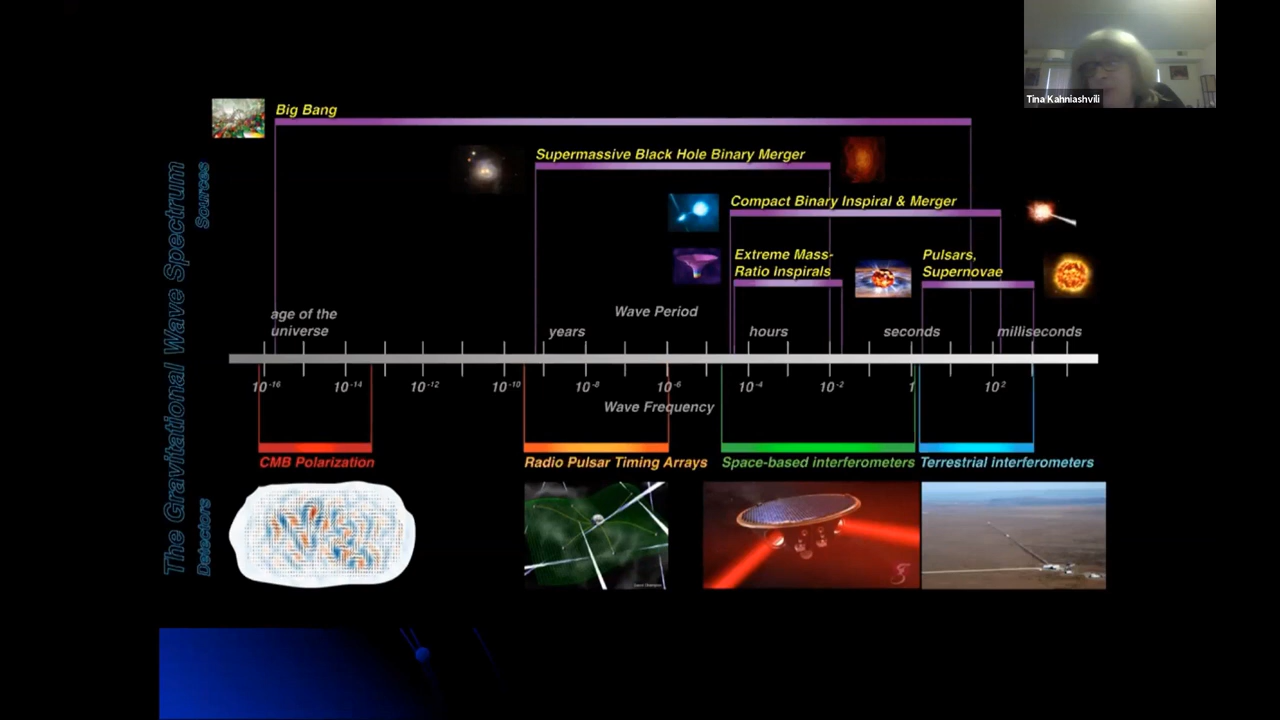 Tina Kahniashvili
Big Bang
Supermassive Black Hole Binary Merger
Compact Binary Inspiral & Merger
Extreme Mass-
Ratio Inspirals
Pulsars,
Supernovae
The Gravitational Wave Spectrum
Sources
Detectors
Wave Period
age of the
universe
years
hours
seconds
milliseconds
10⁻¹⁶ 10⁻¹⁴ 10⁻¹² 10⁻¹⁰ 10⁻⁸ 10⁻⁶ 10⁻⁴ 10⁻² 1 10²
Wave Frequency
CMB Polarization
Radio Pulsar Timing Arrays
Space-based interferometers
Terrestrial interferometers